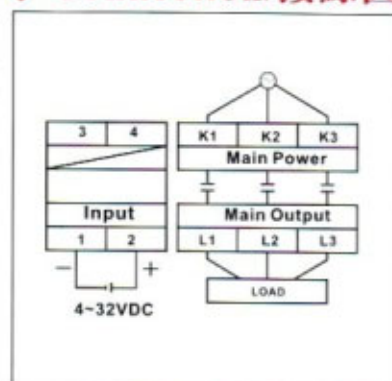 3 4
K1 K2 K3
Main Power
Input
Main Output
1 2
L1 L2 L3
− +
LOAD
4~32VDC